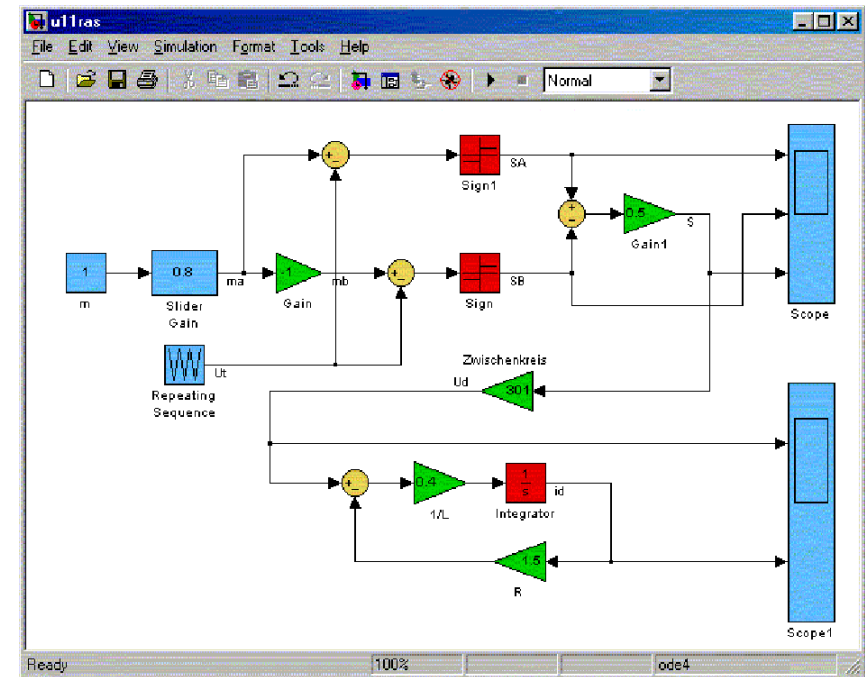 u11ras
File Edit View Simulation Format Tools Help
Normal
SA
Sign1
0.5
S
Gain1
Scope
1
m
0.8
ma
Slider
Gain
-1
mb
Gain
SB
Sign
Ut
Repeating
Sequence
Zwischenkreis
Ud
301
0.4
1/L
1
s
id
Integrator
1.5
R
Scope1
Ready
100%
ode4